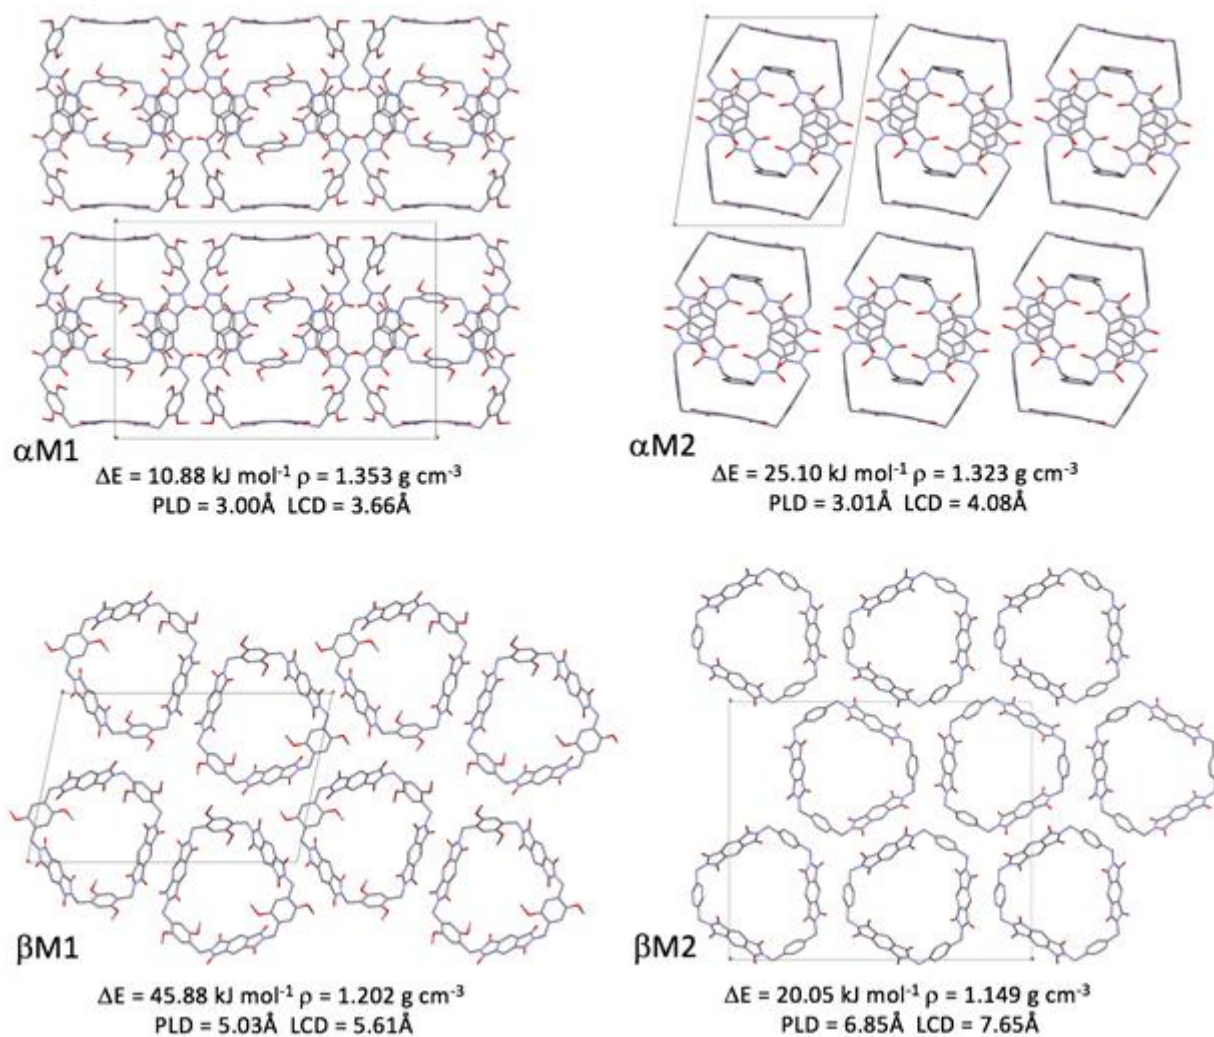 αM1
ΔE = 10.88 kJ mol⁻¹ ρ = 1.353 g cm⁻³
PLD = 3.00Å LCD = 3.66Å
αM2
ΔE = 25.10 kJ mol⁻¹ ρ = 1.323 g cm⁻³
PLD = 3.01Å LCD = 4.08Å
βM1
ΔE = 45.88 kJ mol⁻¹ ρ = 1.202 g cm⁻³
PLD = 5.03Å LCD = 5.61Å
βM2
ΔE = 20.05 kJ mol⁻¹ ρ = 1.149 g cm⁻³
PLD = 6.85Å LCD = 7.65Å